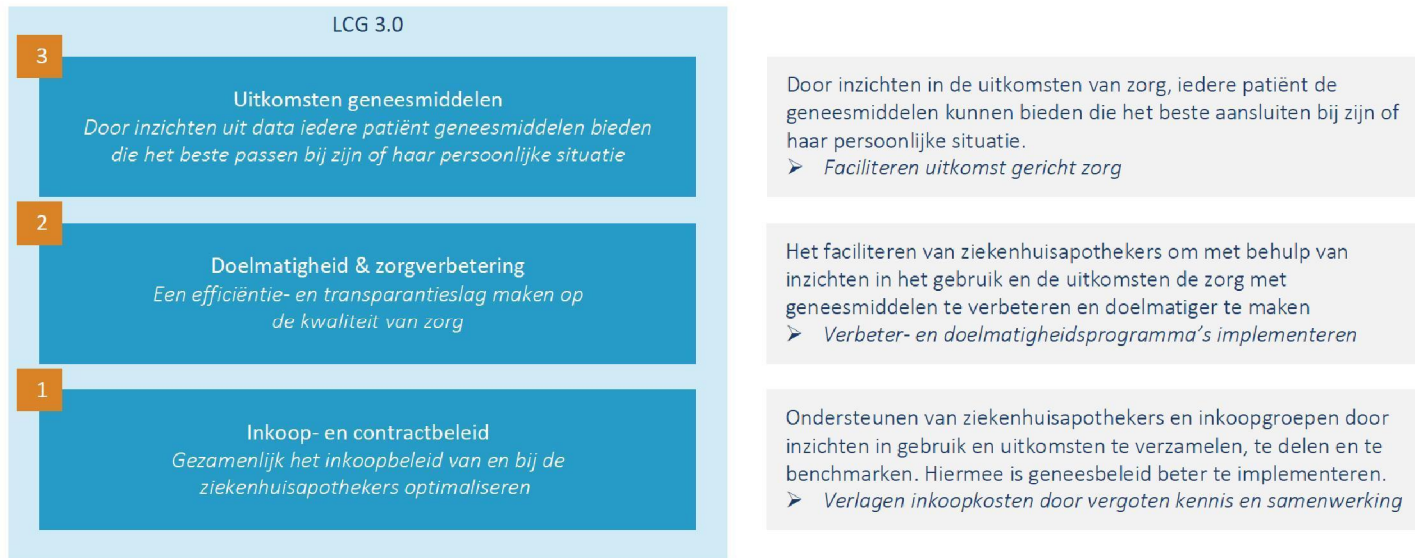 LCG 3.0
3
Uitkomsten geneesmiddelen
Door inzichten uit data iedere patiënt geneesmiddelen bieden
die het beste passen bij zijn of haar persoonlijke situatie
Door inzichten in de uitkomsten van zorg, iedere patiënt de
geneesmiddelen kunnen bieden die het beste aansluiten bij zijn of
haar persoonlijke situatie.
➢ Faciliteren uitkomst gericht zorg
2
Doelmatigheid & zorgverbetering
Een efficiëntie- en transparantieslag maken op
de kwaliteit van zorg
Het faciliteren van ziekenhuisapothekers om met behulp van
inzichten in het gebruik en de uitkomsten de zorg met
geneesmiddelen te verbeteren en doelmatiger te maken
➢ Verbeter- en doelmatigheidsprogramma's implementeren
1
Inkoop- en contractbeleid
Gezamenlijk het inkoopbeleid van en bij de
ziekenhuisapothekers optimaliseren
Ondersteunen van ziekenhuisapothekers en inkoopgroepen door
inzichten in gebruik en uitkomsten te verzamelen, te delen en te
benchmarken. Hiermee is geneesbeleid beter te implementeren.
➢ Verlagen inkoopkosten door vergoten kennis en samenwerking